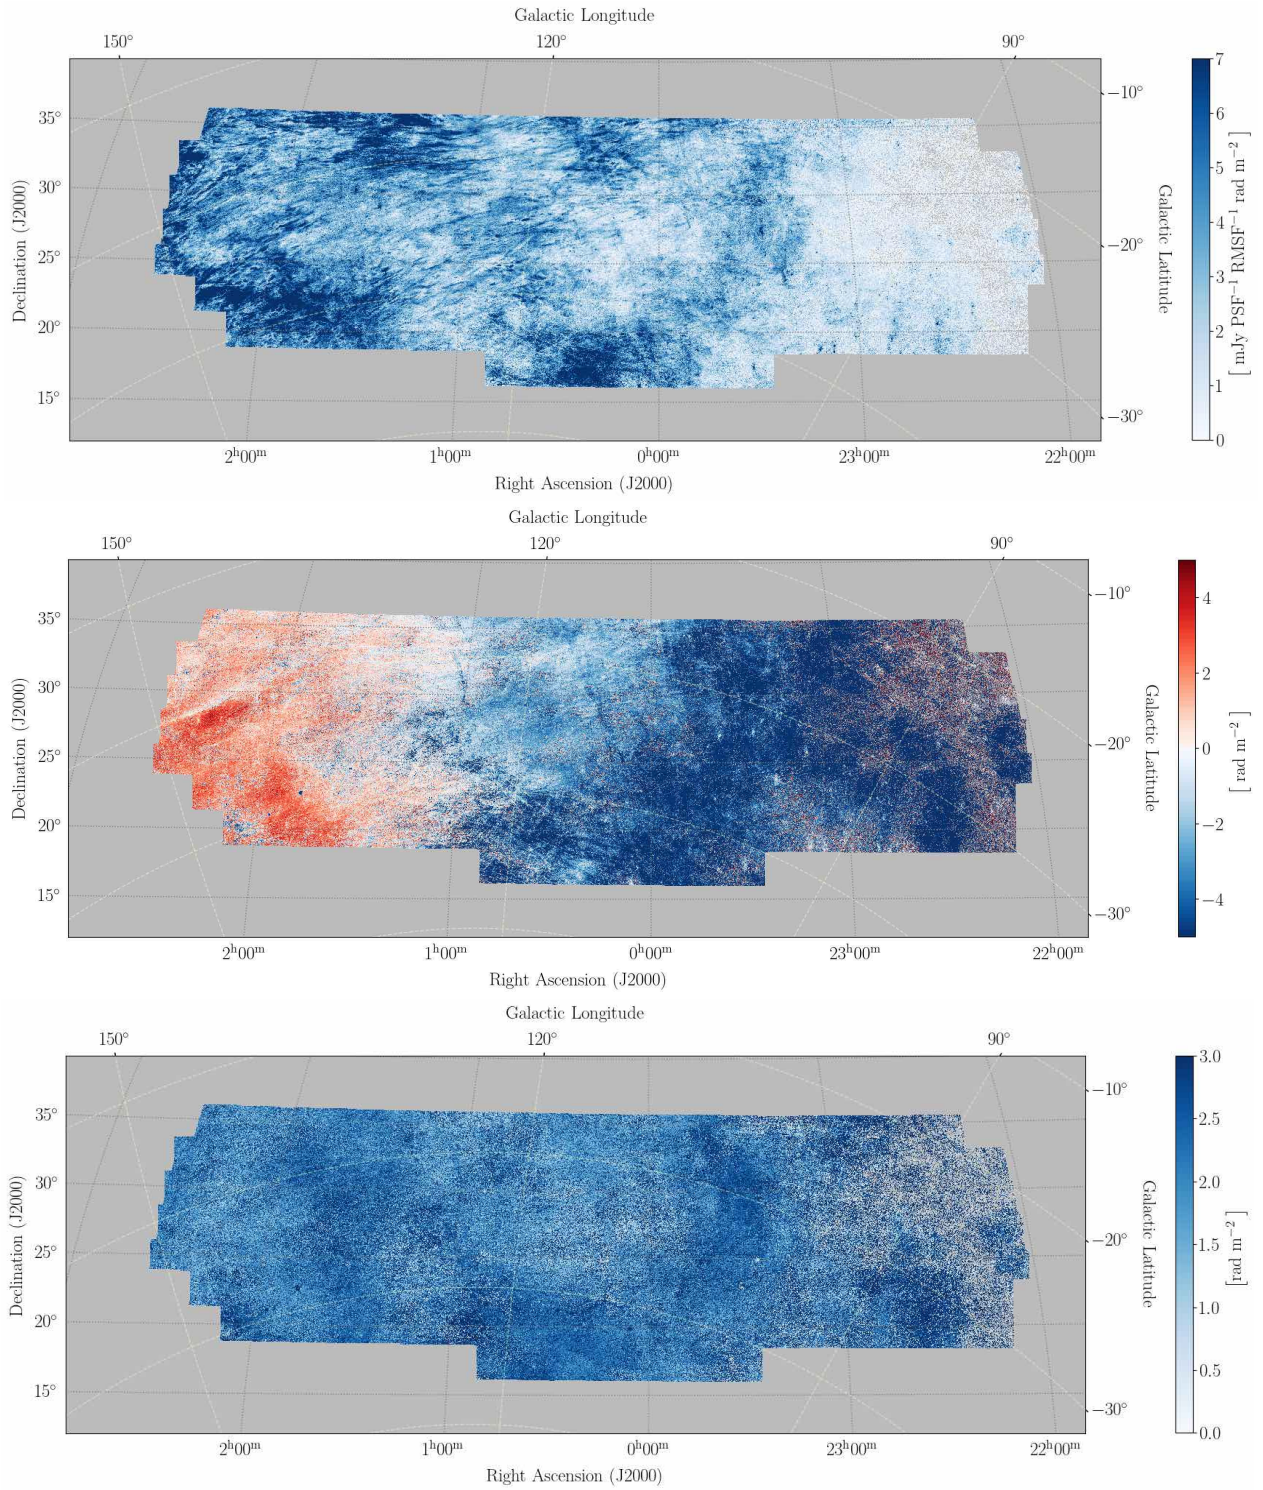 Galactic Longitude
150° 120° 90°
35°
30°
25°
20°
15°
Declination (J2000)
−10°
−20°
−30°
Galactic Latitude
7
6
5
4
3
2
1
0
[ mJy PSF⁻¹ RMSF⁻¹ rad m⁻² ]
2ʰ00ᵐ 1ʰ00ᵐ 0ʰ00ᵐ 23ʰ00ᵐ 22ʰ00ᵐ
Right Ascension (J2000)
Galactic Longitude
150° 120° 90°
35°
30°
25°
20°
15°
Declination (J2000)
−10°
−20°
−30°
Galactic Latitude
4
2
0
−2
−4
[ rad m⁻² ]
2ʰ00ᵐ 1ʰ00ᵐ 0ʰ00ᵐ 23ʰ00ᵐ 22ʰ00ᵐ
Right Ascension (J2000)
Galactic Longitude
150° 120° 90°
35°
30°
25°
20°
15°
Declination (J2000)
−10°
−20°
−30°
Galactic Latitude
3.0
2.5
2.0
1.5
1.0
0.5
0.0
[rad m⁻² ]
2ʰ00ᵐ 1ʰ00ᵐ 0ʰ00ᵐ 23ʰ00ᵐ 22ʰ00ᵐ
Right Ascension (J2000)